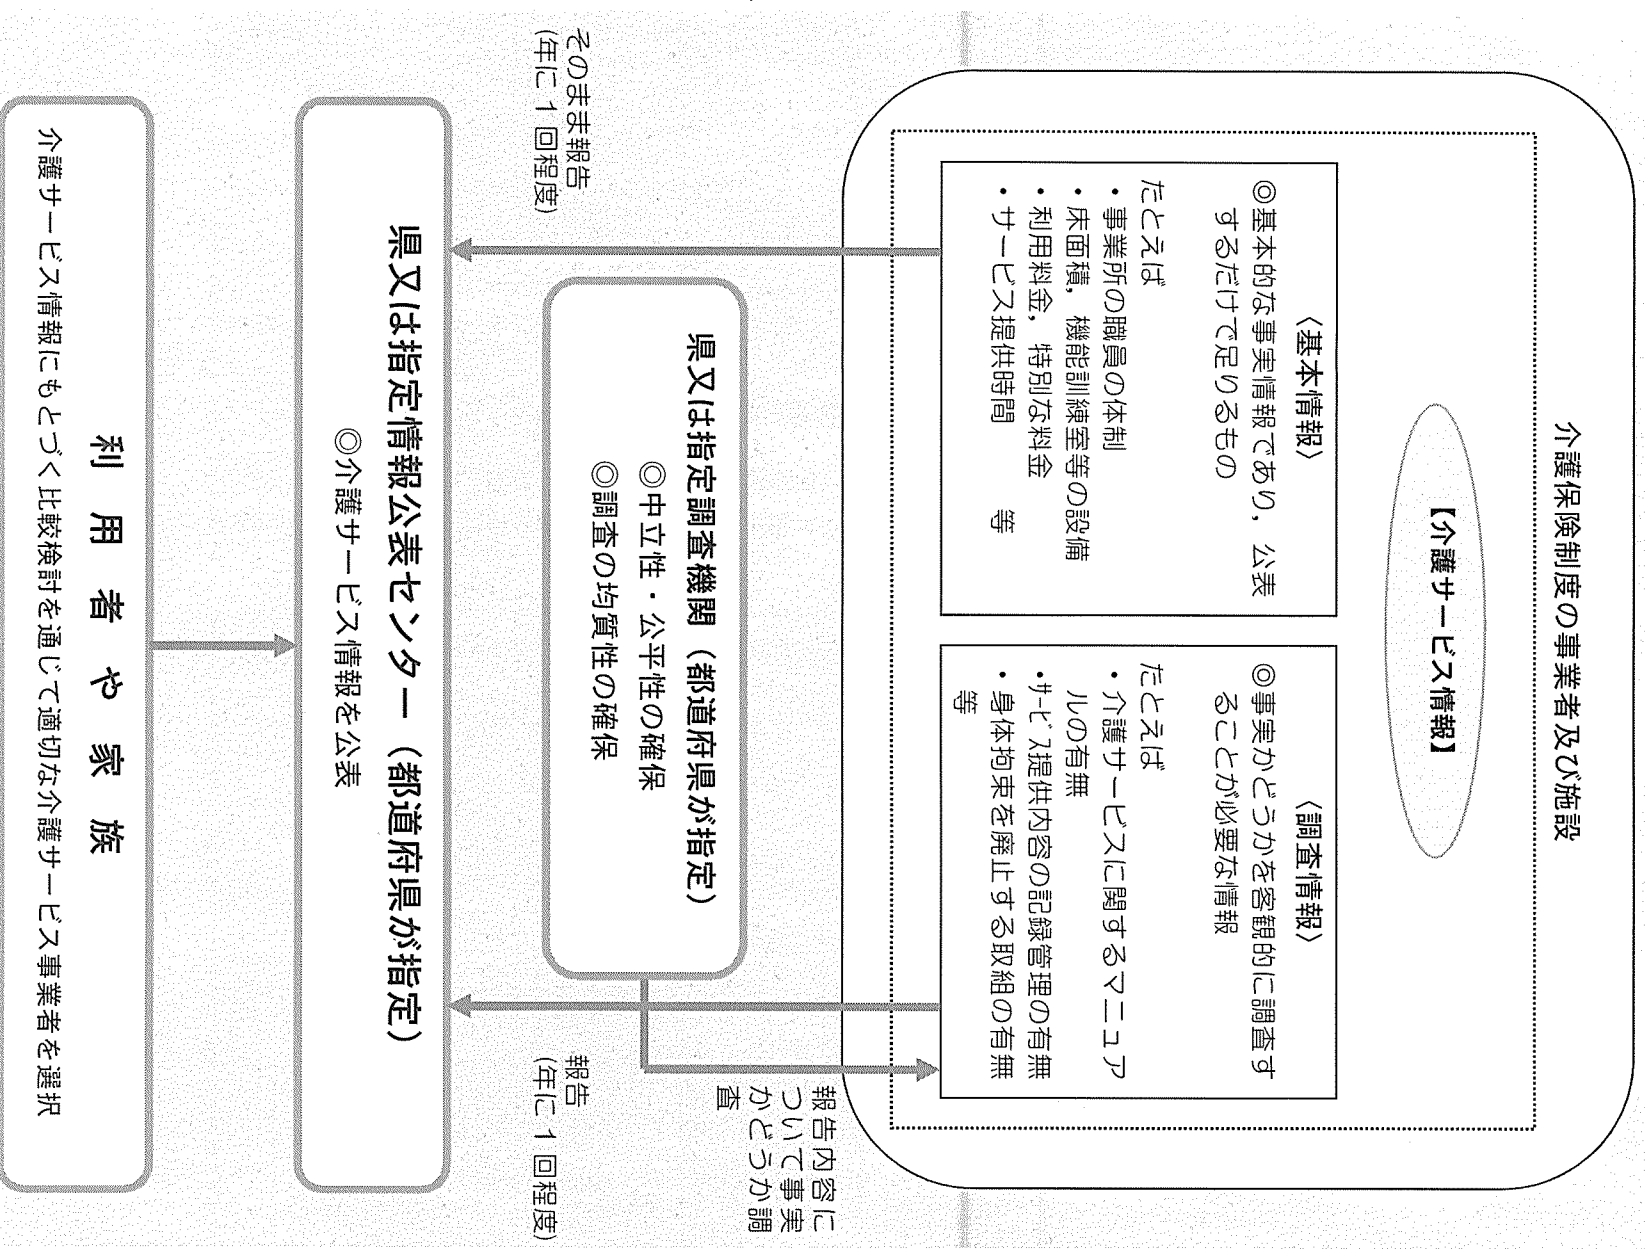 介護保険制度の事業者及び施設
【介護サービス情報】
〈基本情報〉
◎基本的な事実情報であり，公表
するだけで足りるもの
たとえば
・事業所の職員の体制
・床面積，機能訓練室等の設備
・利用料金，特別な料金
・サービス提供時間　　等
〈調査情報〉
◎事実かどうかを客観的に調査す
ることが必要な情報
たとえば
・介護サービスに関するマニュア
ルの有無
・ｻｰﾋﾞｽ提供内容の記録管理の有無
・身体拘束を廃止する取組の有無
等
報告内容に
ついて事実
かどうか調
査
県又は指定調査機関（都道府県が指定）
◎中立性・公平性の確保
◎調査の均質性の確保
そのまま報告
(年に１回程度)
報告
(年に１回程度)
県又は指定情報公表センター（都道府県が指定）
◎介護サービス情報を公表
利用者や家族
介護サービス情報にもとづく比較検討を通じて適切な介護サービス事業者を選択